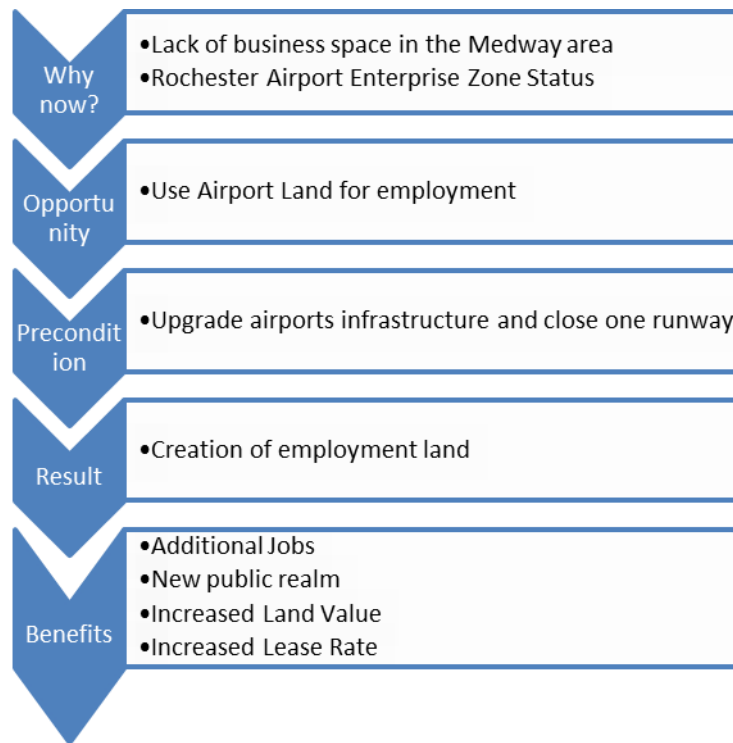 Why
now?
•Lack of business space in the Medway area
•Rochester Airport Enterprise Zone Status
Opportu
nity
•Use Airport Land for employment
Precondit
ion
•Upgrade airports infrastructure and close one runway
Result
•Creation of employment land
Benefits
•Additional Jobs
•New public realm
•Increased Land Value
•Increased Lease Rate